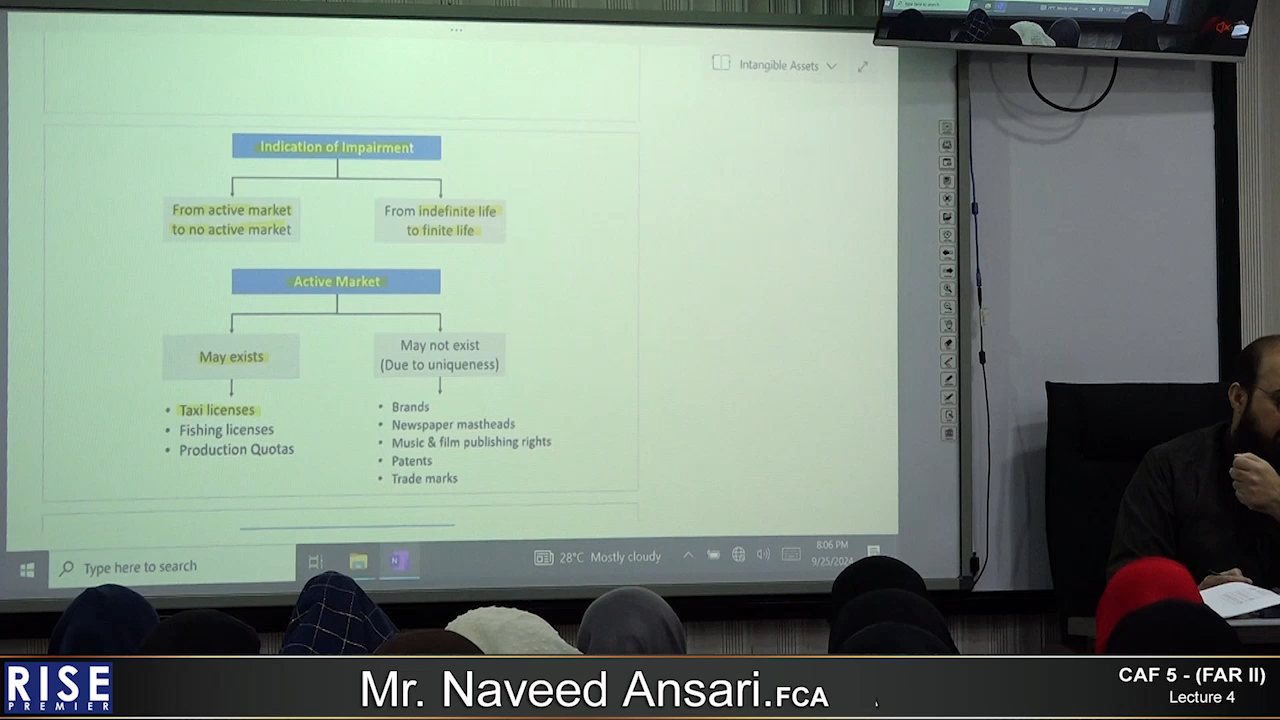 Intangible Assets
Indication of Impairment
From active market
to no active market
From indefinite life
to finite life
Active Market
May exists
May not exist
(Due to uniqueness)
• Taxi licenses
• Fishing licenses
• Production Quotas
• Brands
• Newspaper mastheads
• Music & film publishing rights
• Patents
• Trade marks
Type here to search
28°C Mostly cloudy
8:06 PM
9/25/2024
RISE
PREMIER
Mr. Naveed Ansari.FCA
CAF 5 - (FAR II)
Lecture 4